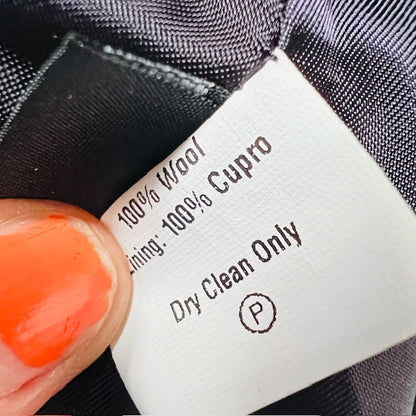 100% Wool
Lining: 100% Cupro
Dry Clean Only
P